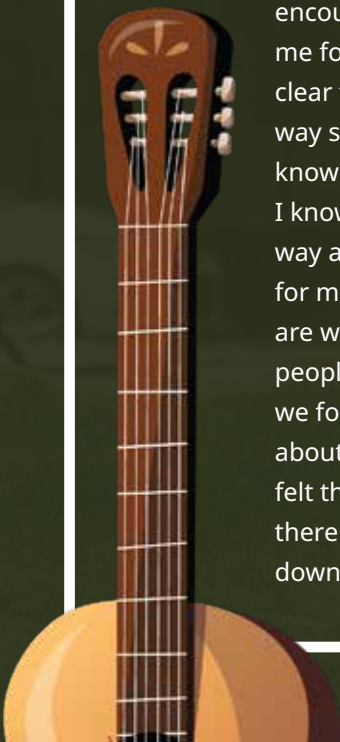 encou
me fo
clear
way s
know
I know
way a
for m
are w
peopl
we fo
about
felt th
there
down